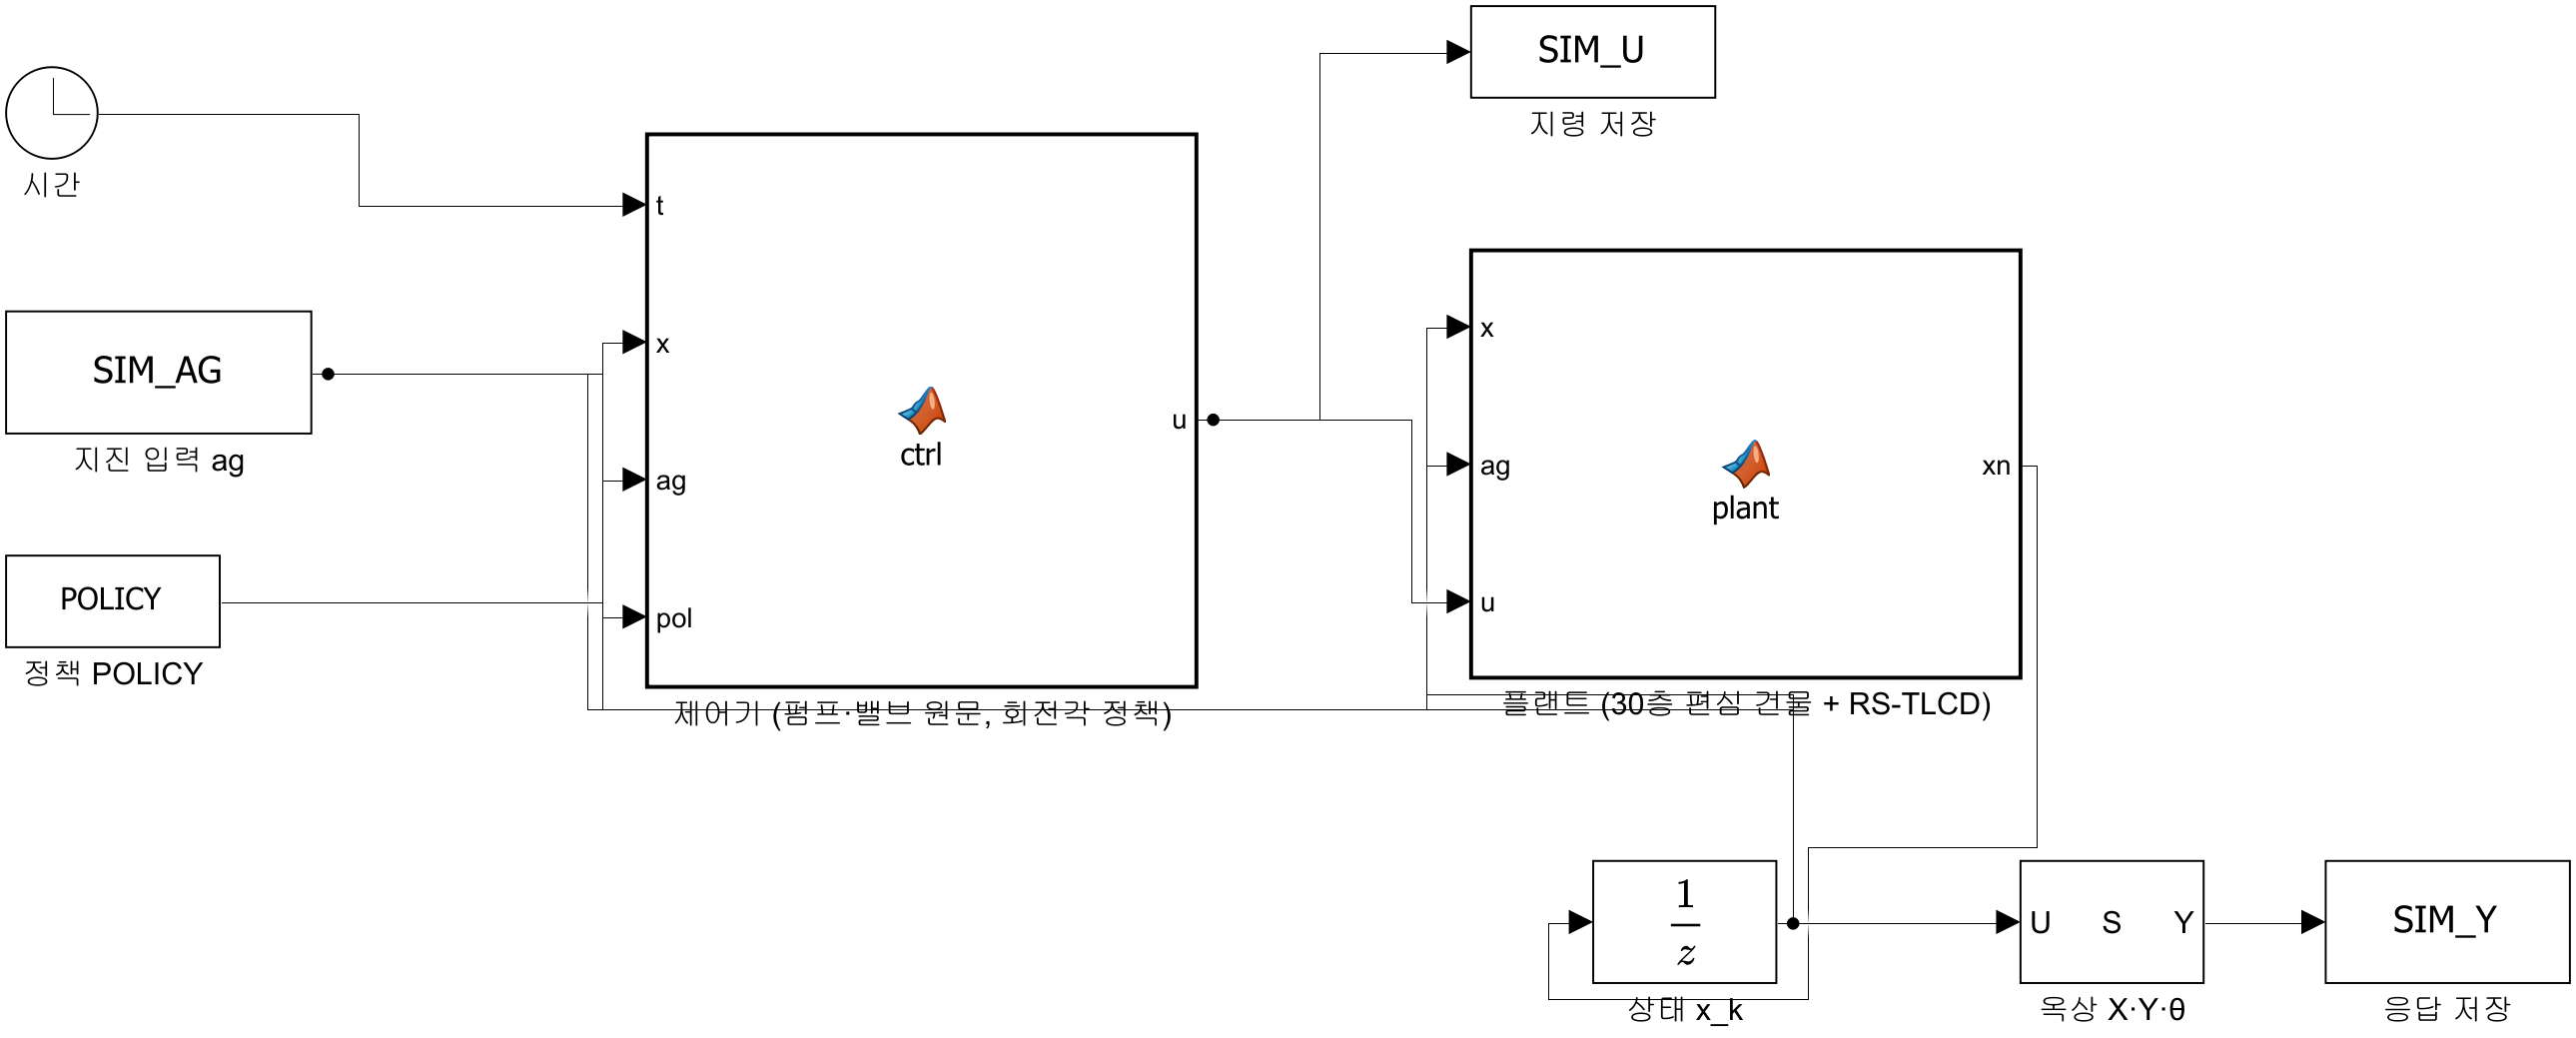 SIM_U
지령 저장
시간
t
x
ag
pol
ctrl
u
제어기 (펌프·밸브 원문, 회전각 정책)
SIM_AG
지진 입력 ag
POLICY
정책 POLICY
x
ag
u
plant
xn
플랜트 (30층 편심 건물 + RS-TLCD)
1
z
상태 x_k
U S Y
옥상 X·Y·θ
SIM_Y
응답 저장